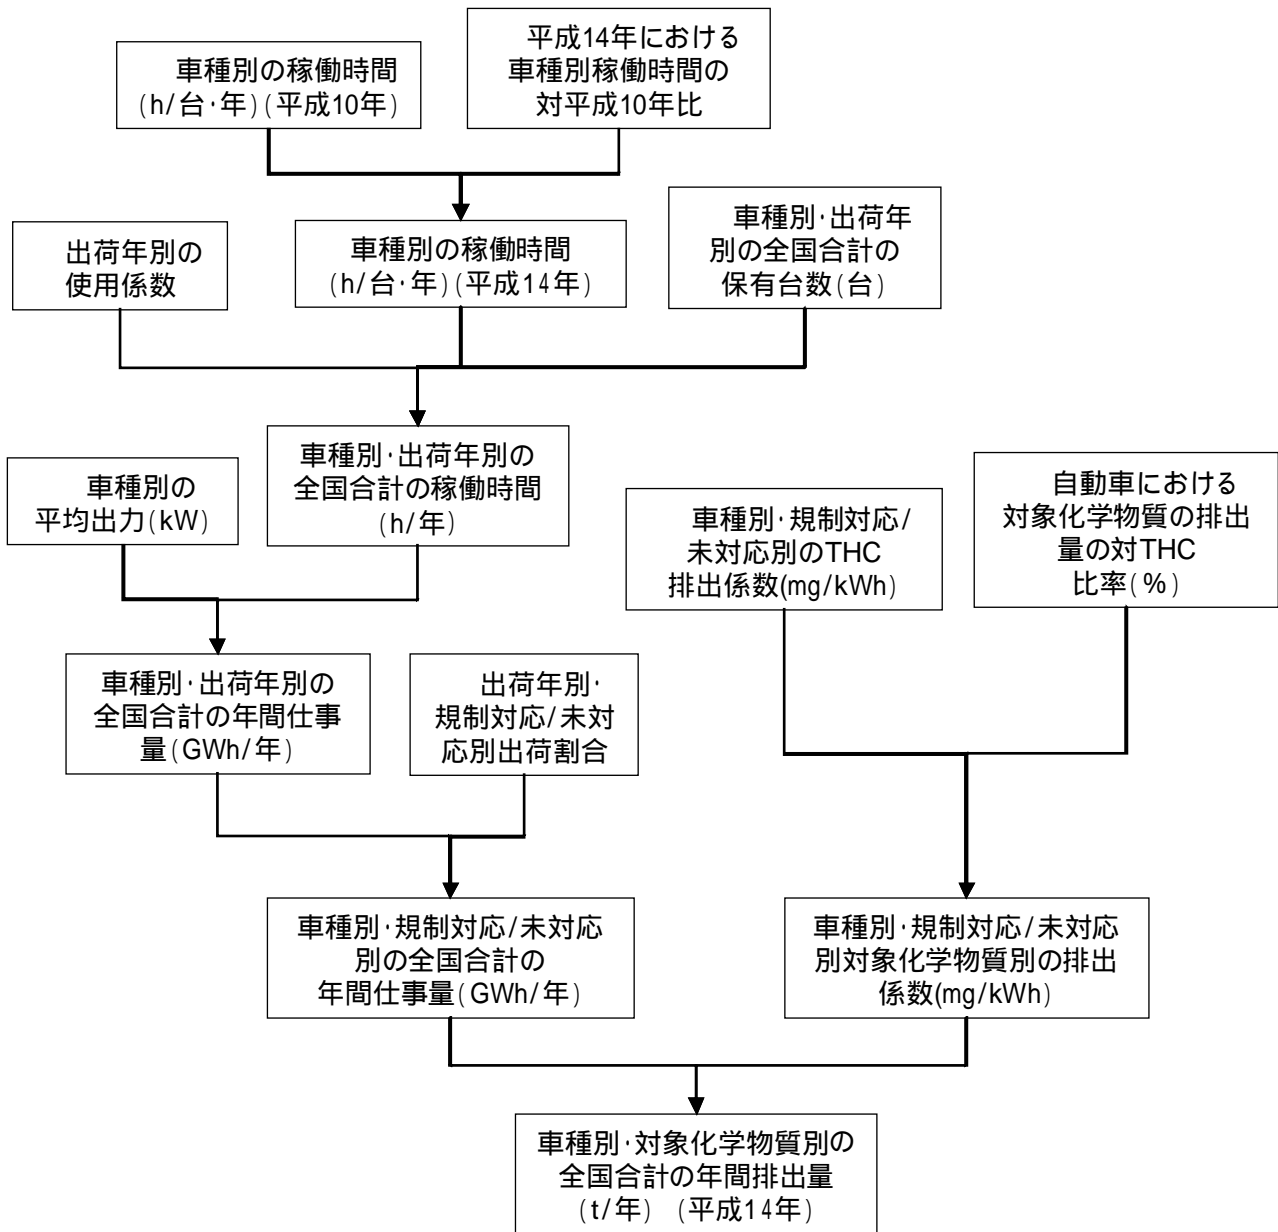 車種別の稼働時間
(h/台･年)(平成10年)
平成14年における
車種別稼働時間の
対平成10年比
出荷年別の
使用係数
車種別の稼働時間
(h/台･年)(平成14年)
車種別･出荷年
別の全国合計の
保有台数(台)
車種別の
平均出力(kW)
車種別･出荷年別の
全国合計の稼働時間
(h/年)
車種別･規制対応/
未対応別のTHC
排出係数(mg/kWh)
自動車における
対象化学物質の排出
量の対THC
比率(%)
車種別･出荷年別の
全国合計の年間仕事
量(GWh/年)
出荷年別･
規制対応/未対
応別出荷割合
車種別･規制対応/未対応
別の全国合計の
年間仕事量(GWh/年)
車種別･規制対応/未対応
別対象化学物質別の排出
係数(mg/kWh)
車種別･対象化学物質別の
全国合計の年間排出量
(t/年) (平成14年)